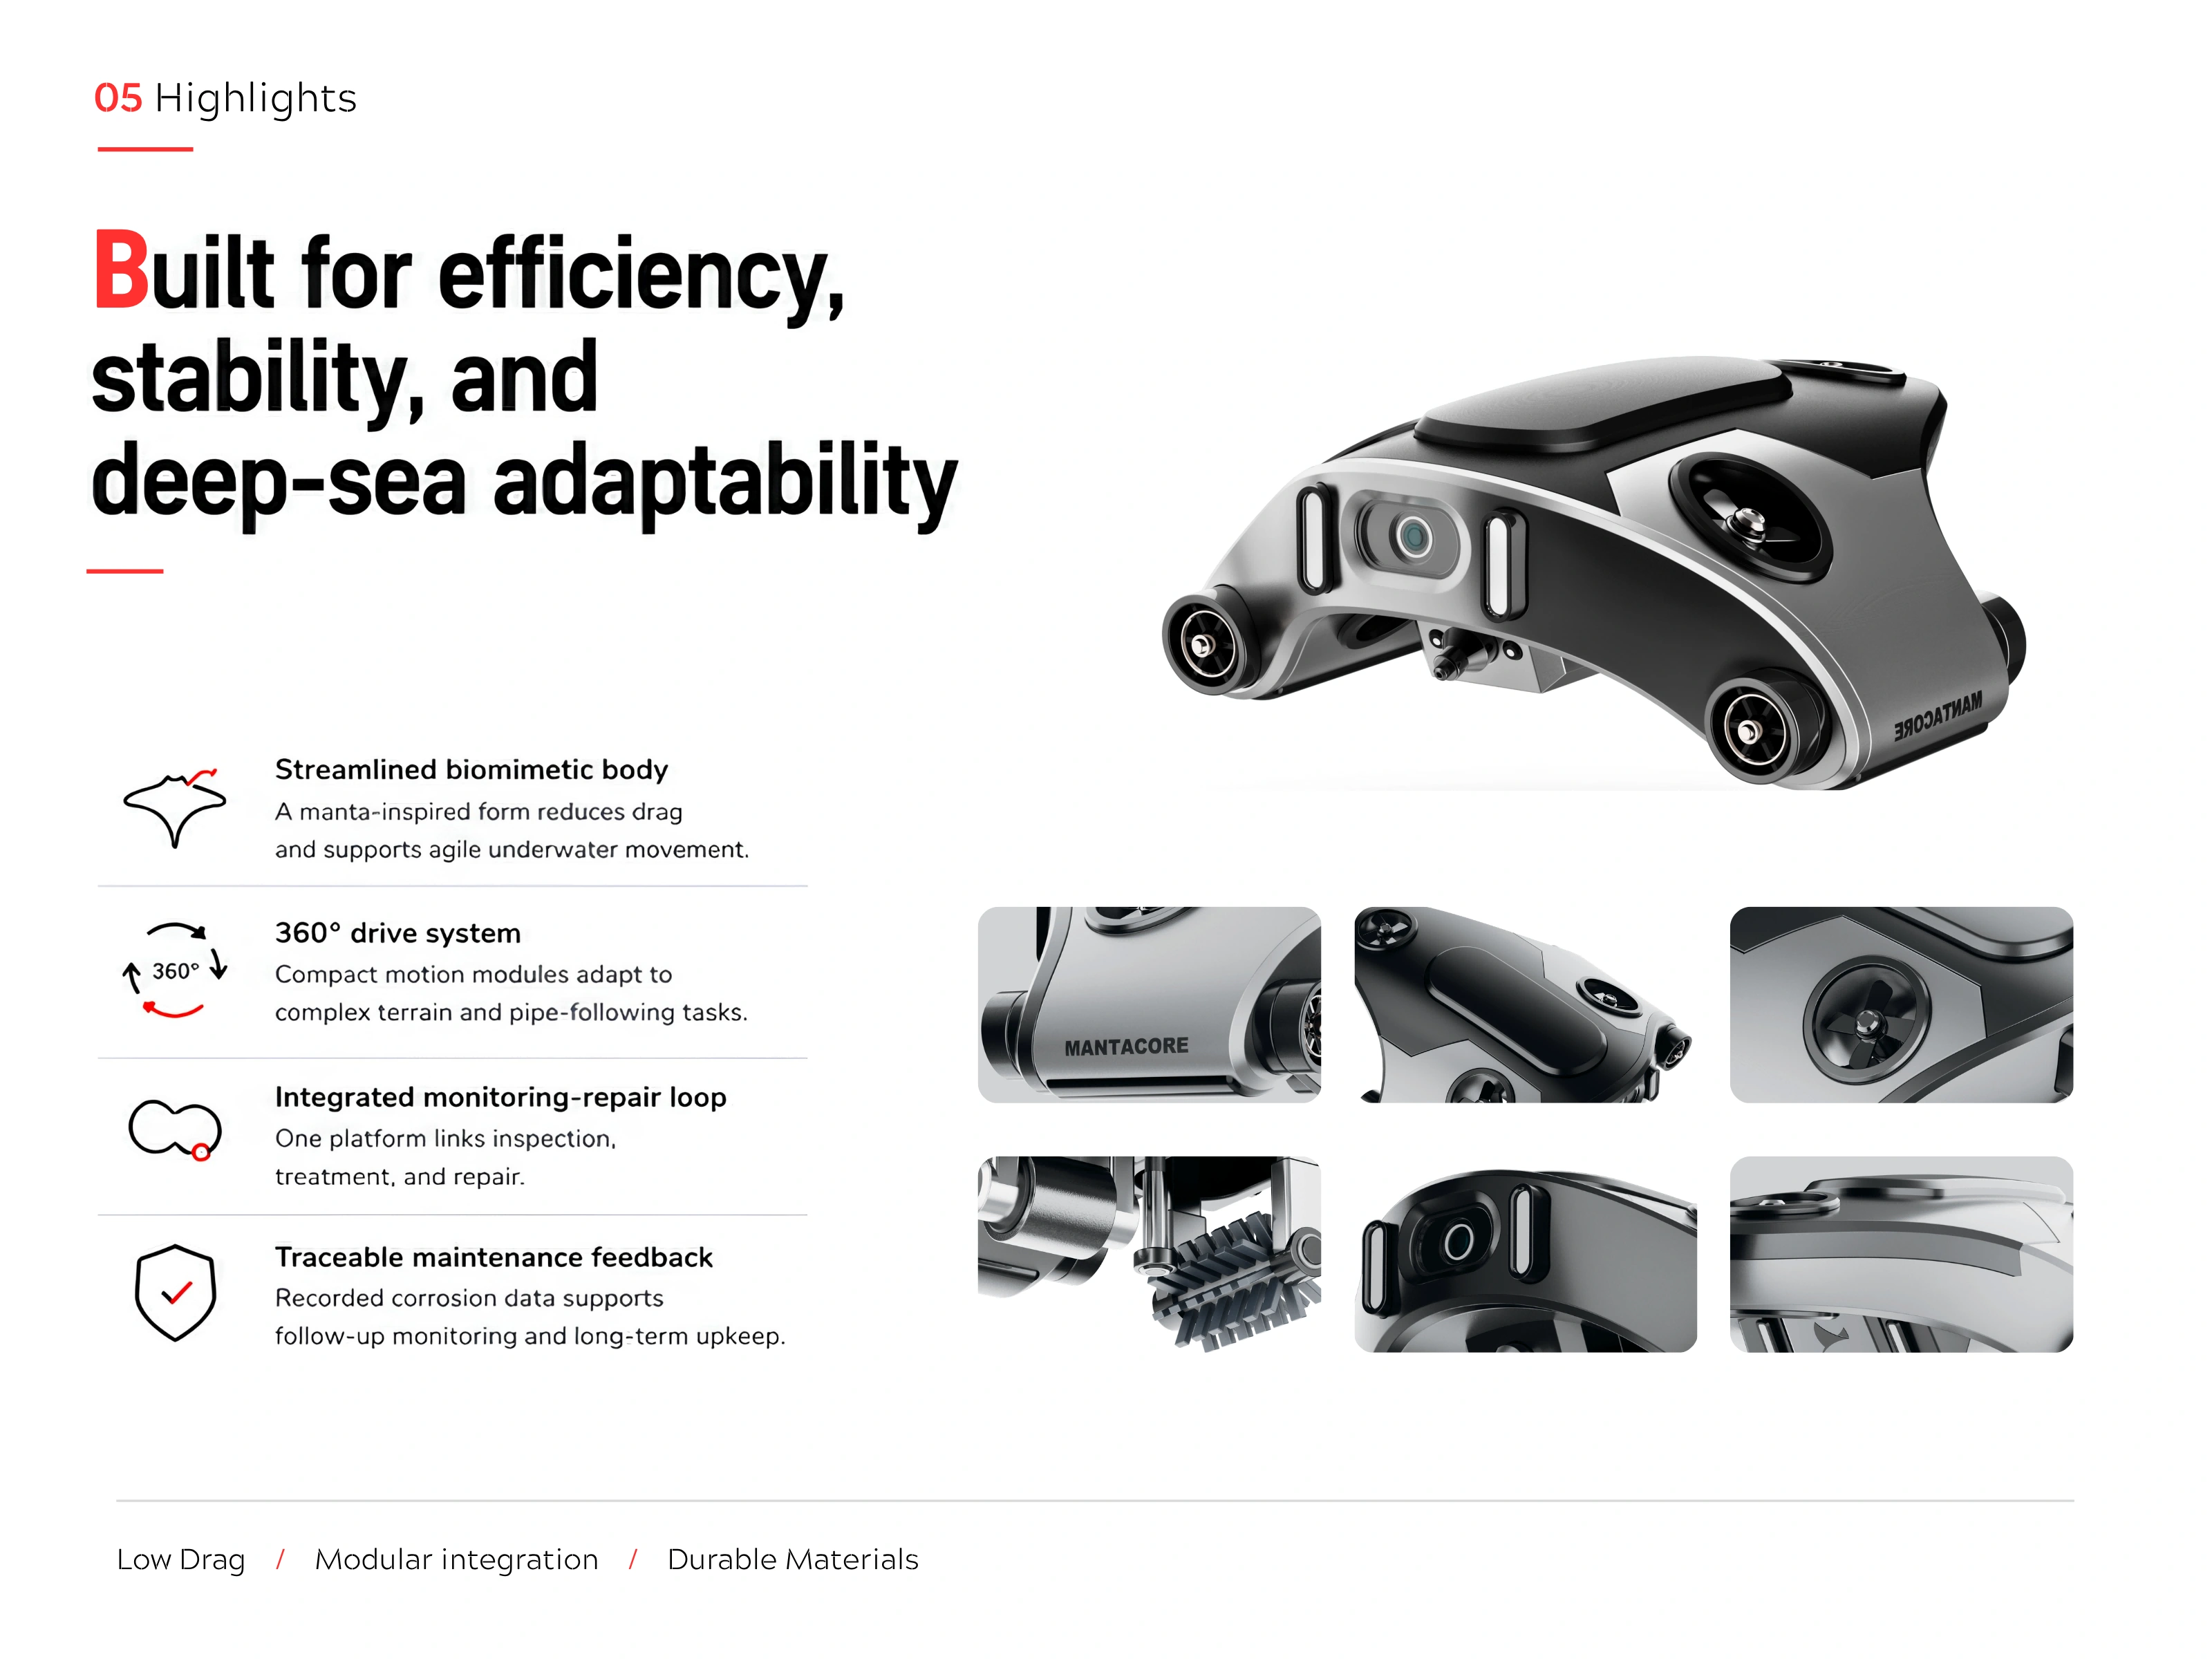 05 Highlights
Built for efficiency,
stability, and
deep-sea adaptability
MANTACORE
Streamlined biomimetic body
A manta-inspired form reduces drag
and supports agile underwater movement.
360°
360° drive system
Compact motion modules adapt to
complex terrain and pipe-following tasks.
Integrated monitoring-repair loop
One platform links inspection,
treatment, and repair.
Traceable maintenance feedback
Recorded corrosion data supports
follow-up monitoring and long-term upkeep.
MANTACORE
Low Drag / Modular integration / Durable Materials